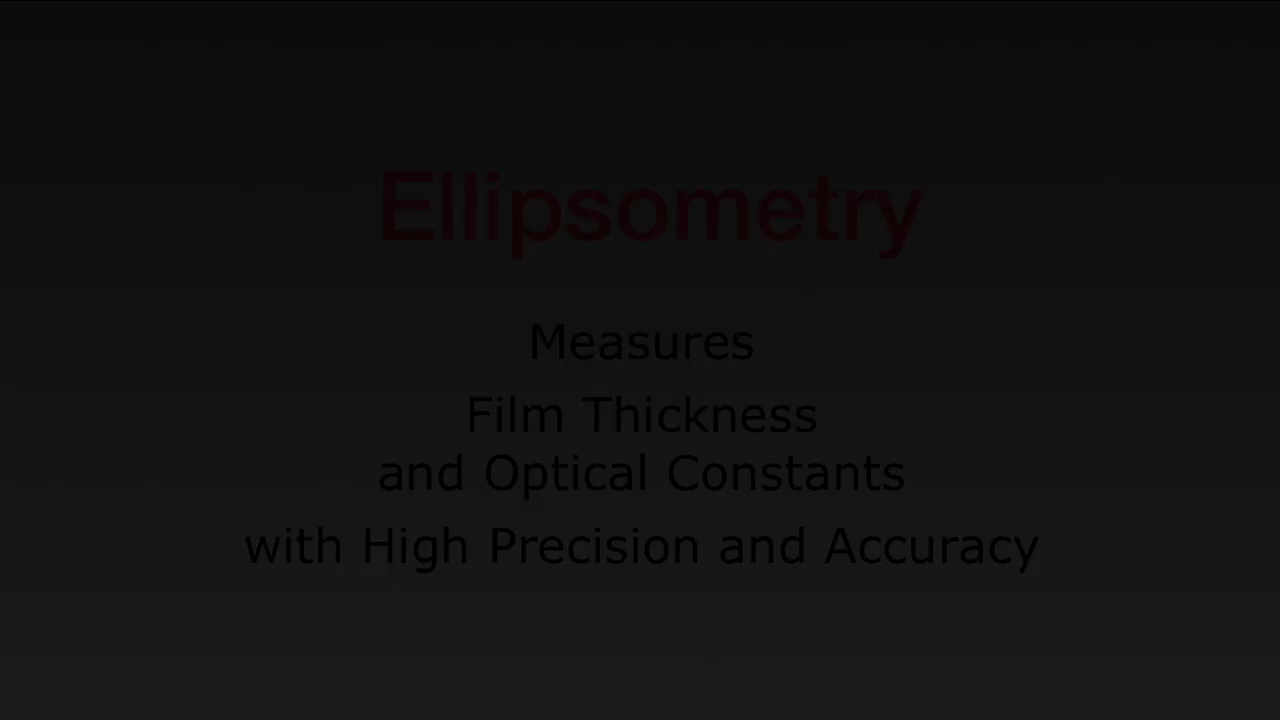 Ellipsometry
Measures
Film Thickness
and Optical Constants
with High Precision and Accuracy